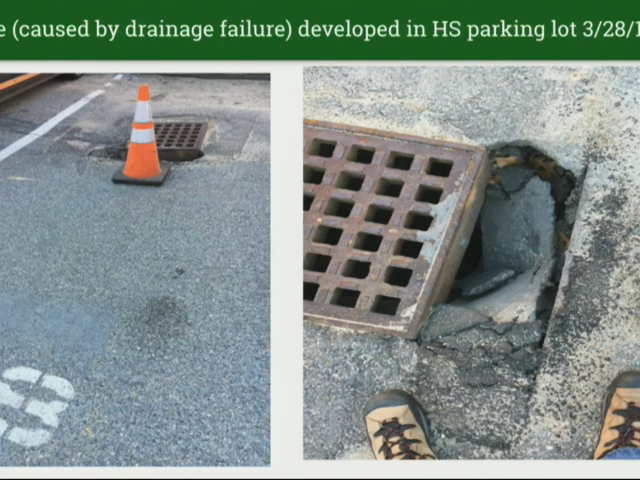 e (caused by drainage failure) developed in HS parking lot 3/28/1